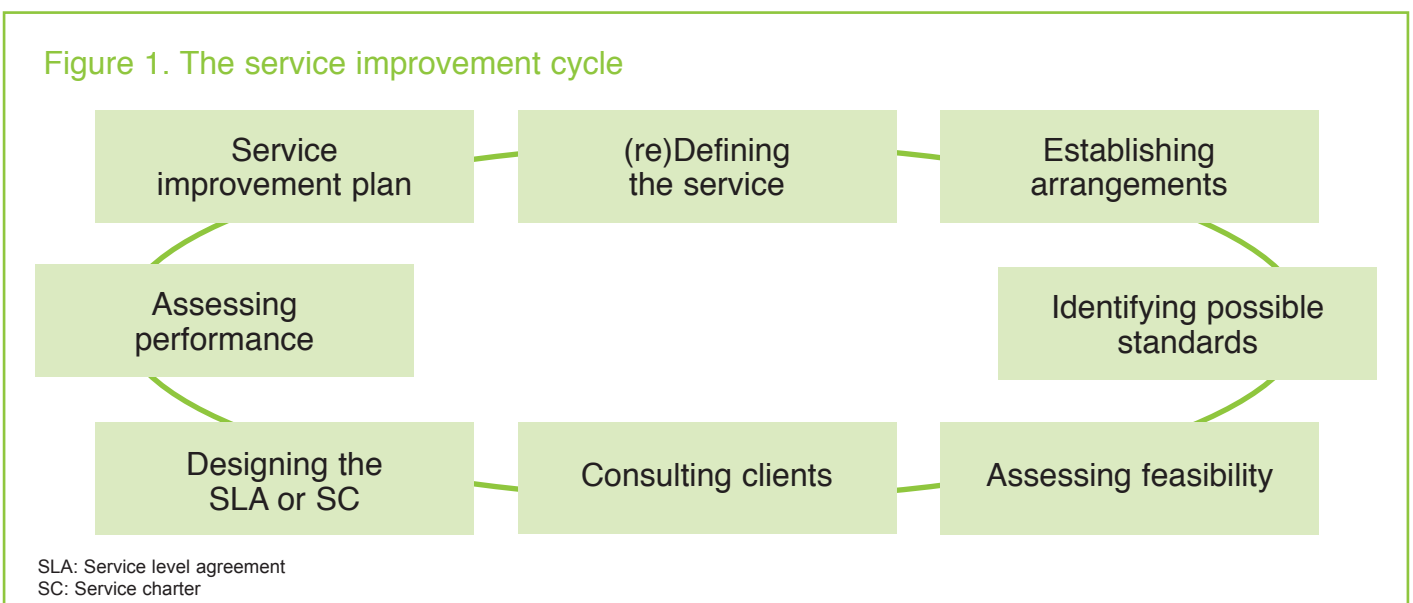 Figure 1. The service improvement cycle
Service
improvement plan
(re)Defining
the service
Establishing
arrangements
Identifying possible
standards
Assessing feasibility
Consulting clients
Designing the
SLA or SC
Assessing
performance
SLA: Service level agreement
SC: Service charter